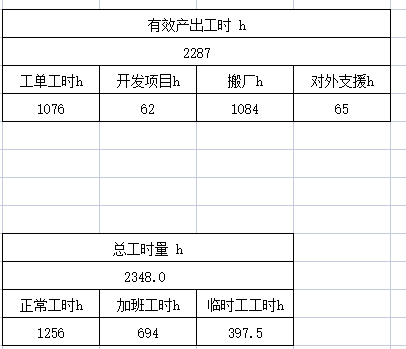 有效产出工时 h
2287
工单工时h 开发项目h 搬厂h 对外支援h
1076 62 1084 65
总工时量 h
2348.0
正常工时h 加班工时h 临时工工时h
1256 694 397.5